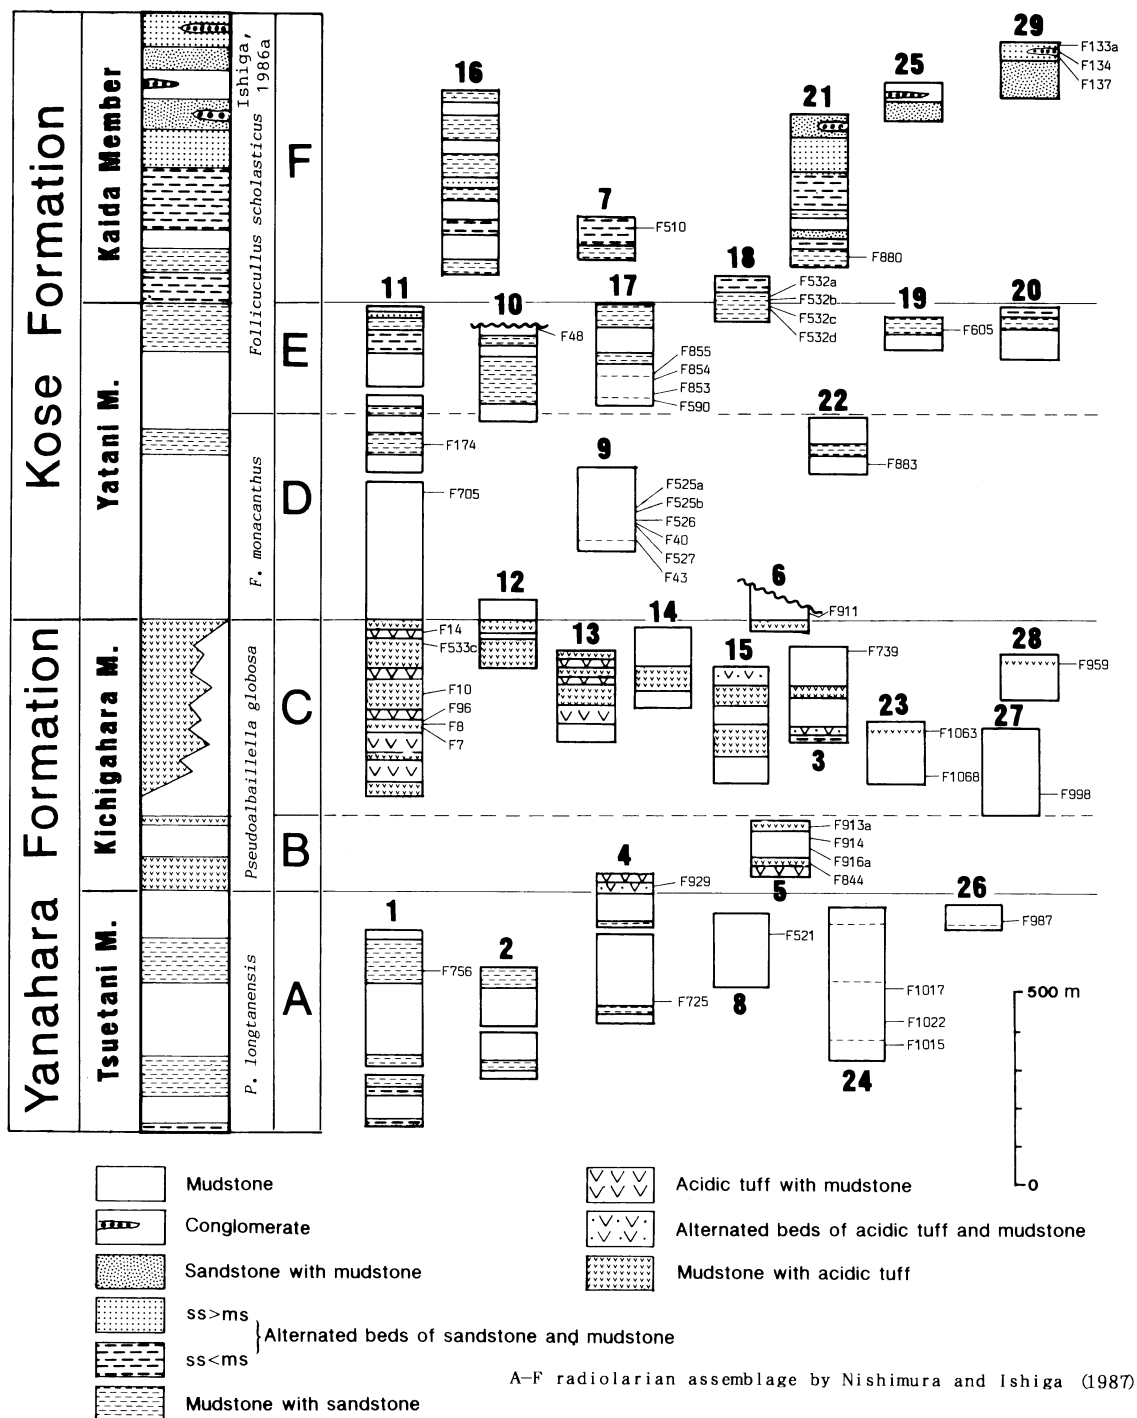 Kose Formation
Yanahara Formation
Kaida Member
Yatani M.
Kichigahara M.
Tsuetani M.
Ishiga,
1986a
Follicucullus scholasticus
F. monacanthus
Pseudoalbaillella globosa
P. longtanensis
F
E
D
C
B
A
29
F133a
F134
F137
25
16
21
F880
7
F510
18
F532a
F532b
F532c
F532d
11
F174
F705
F14
F533c
F10
F96
F8
F7
10
F48
17
F855
F854
F853
F590
19
F605
20
22
F883
9
F525a
F525b
F526
F40
F527
F43
12
6
F911
13
14
15
F739
3
28
F959
23
F1063
F1068
27
F998
F913a
F914
F916a
F844
5
4
F929
F725
26
F987
1
F756
2
F521
8
F1017
F1022
F1015
24
500 m
0
Mudstone
Conglomerate
Sandstone with mudstone
ss>ms
Alternated beds of sandstone and mudstone
ss<ms
Mudstone with sandstone
Acidic tuff with mudstone
Alternated beds of acidic tuff and mudstone
Mudstone with acidic tuff
A-F radiolarian assemblage by Nishimura and Ishiga (1987)